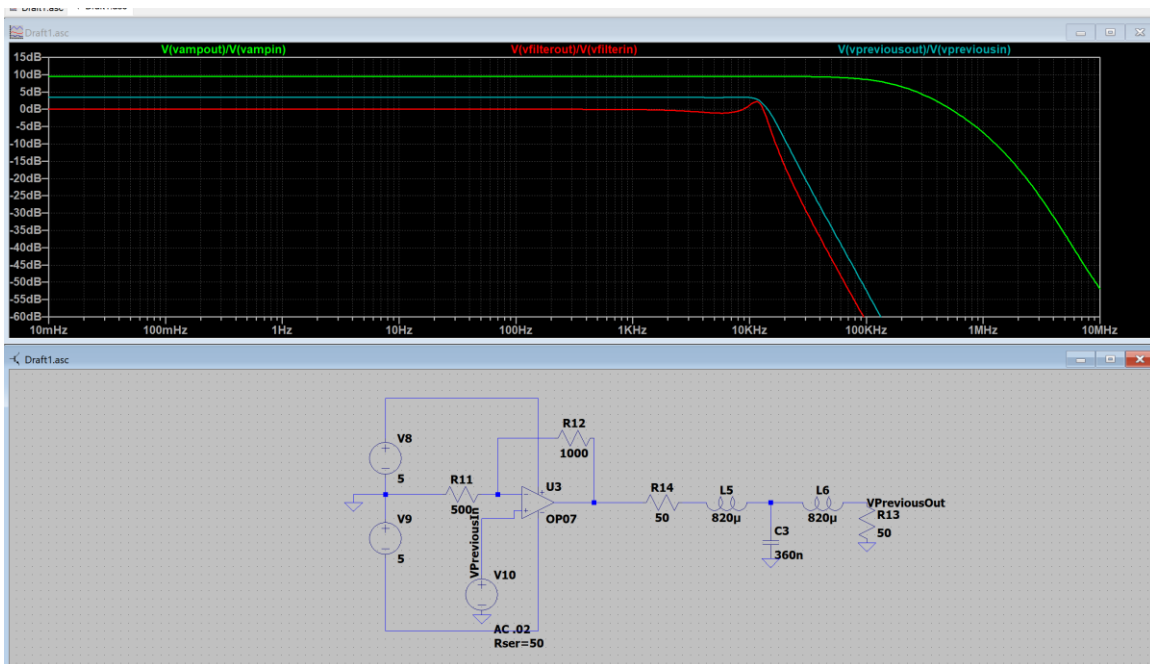 Draft1.asc
V(vampout)/V(vampin) V(vfilterout)/V(vfilterin) V(vpreviousout)/V(vpreviousin)
15dB
10dB
5dB
0dB
-5dB
-10dB
-15dB
-20dB
-25dB
-30dB
-35dB
-40dB
-45dB
-50dB
-55dB
-60dB
10mHz 100mHz 1Hz 10Hz 100Hz 1KHz 10KHz 100KHz 1MHz 10MHz
Draft1.asc
V8
5
V9
5
R11
500
R12
1000
U3
OP07
VPreviousIn
V10
AC .02
Rser=50
R14
50
L5
820µ
C3
360n
L6
820µ
VPreviousOut
R13
50